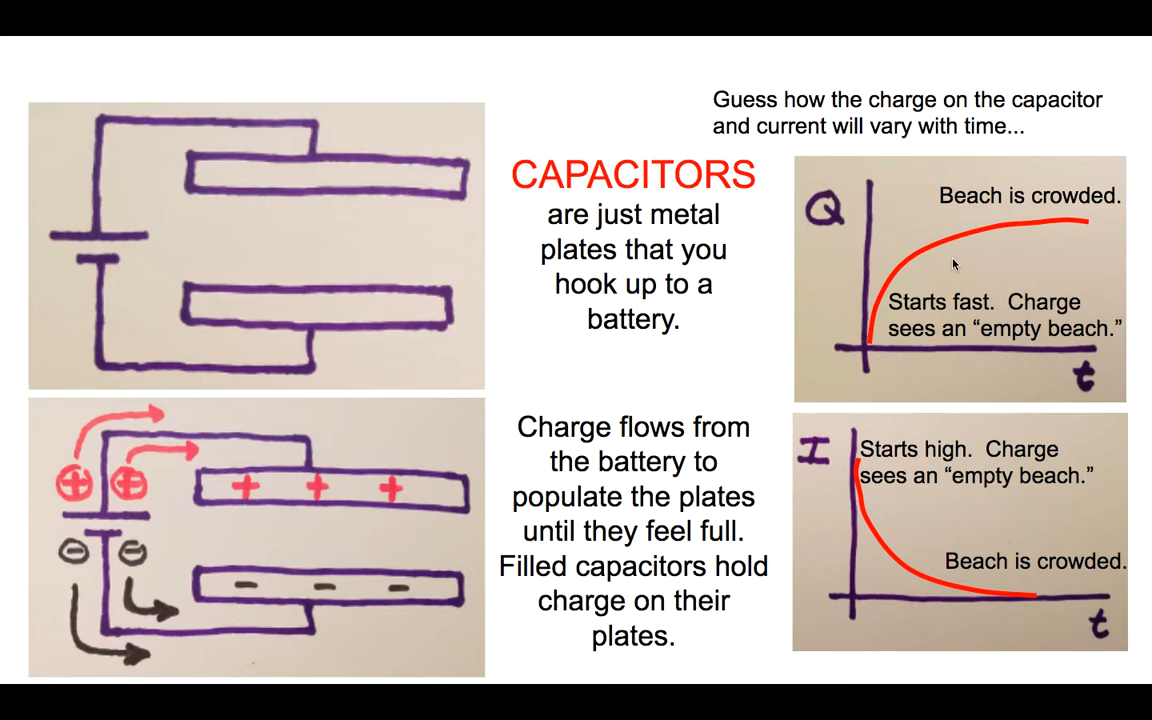 Guess how the charge on the capacitor
and current will vary with time...
CAPACITORS
are just metal
plates that you
hook up to a
battery.
Q
Beach is crowded.
Starts fast. Charge
sees an “empty beach.”
t
+ +
+ + +
- -
- - -
Charge flows from
the battery to
populate the plates
until they feel full.
Filled capacitors hold
charge on their
plates.
I
Starts high. Charge
sees an “empty beach.”
Beach is crowded.
t